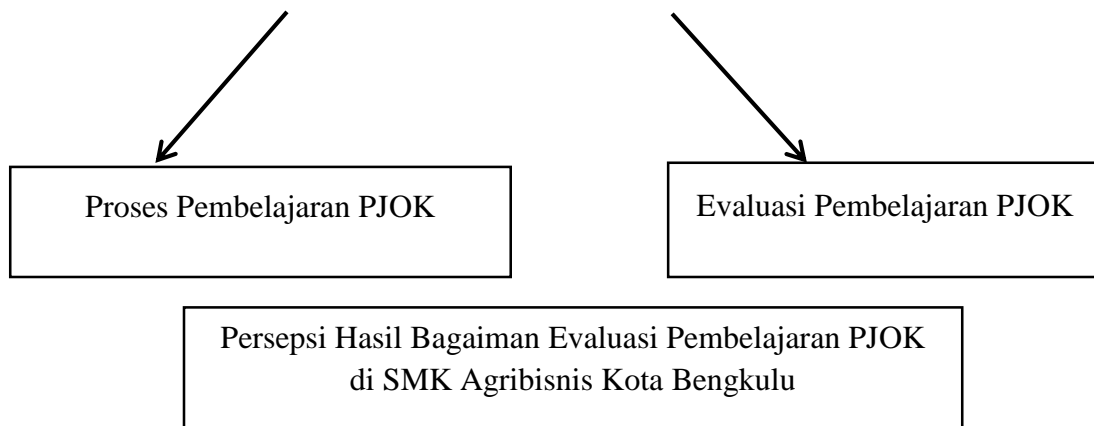 Proses Pembelajaran PJOK
Evaluasi Pembelajaran PJOK
Persepsi Hasil Bagaiman Evaluasi Pembelajaran PJOK
di SMK Agribisnis Kota Bengkulu